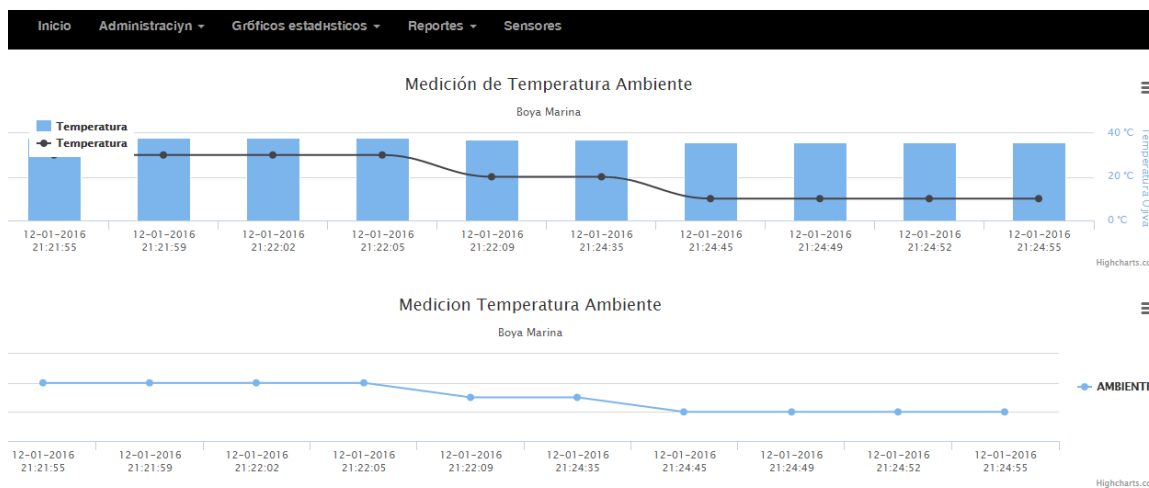 Inicio Administraciyn Grбficos estadнsticos Reportes Sensores
Medición de Temperatura Ambiente
Boya Marina
Temperatura
Temperatura
40 °C
20 °C
0 °C
Temperatura Ojiva
12-01-2016 12-01-2016 12-01-2016 12-01-2016 12-01-2016 12-01-2016 12-01-2016 12-01-2016 12-01-2016 12-01-2016
21:21:55 21:21:59 21:22:02 21:22:05 21:22:09 21:24:35 21:24:45 21:24:49 21:24:52 21:24:55
Highcharts.co
Medicion Temperatura Ambiente
Boya Marina
AMBIENTE
12-01-2016 12-01-2016 12-01-2016 12-01-2016 12-01-2016 12-01-2016 12-01-2016 12-01-2016 12-01-2016 12-01-2016
21:21:55 21:21:59 21:22:02 21:22:05 21:22:09 21:24:35 21:24:45 21:24:49 21:24:52 21:24:55
Highcharts.co